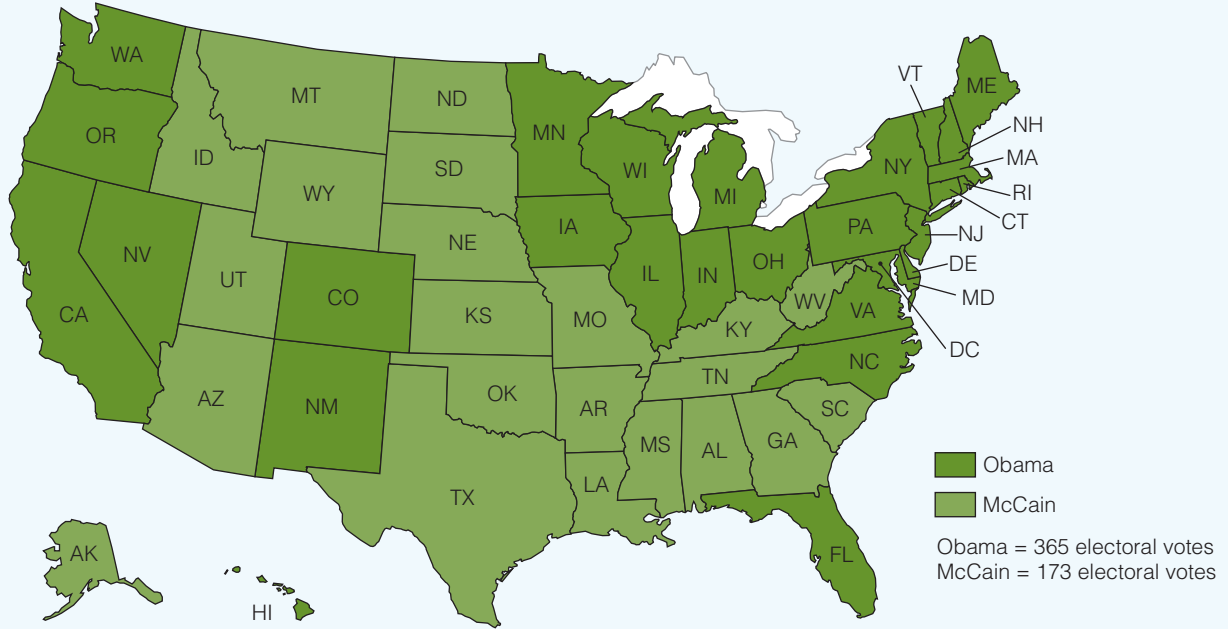 WA
VT
ME
MT
ND
MN
NH
OR
MA
ID
SD
WI
NY
WY
MI
RI
CT
IA
PA
NJ
NE
NV
OH
IL
IN
DE
UT
CO
MD
WV
VA
CA
KS
MO
KY
DC
NC
TN
OK
AZ
NM
AR
SC
MS
AL
GA
LA
TX
Obama
McCain
AK
FL
Obama = 365 electoral votes
McCain = 173 electoral votes
HI